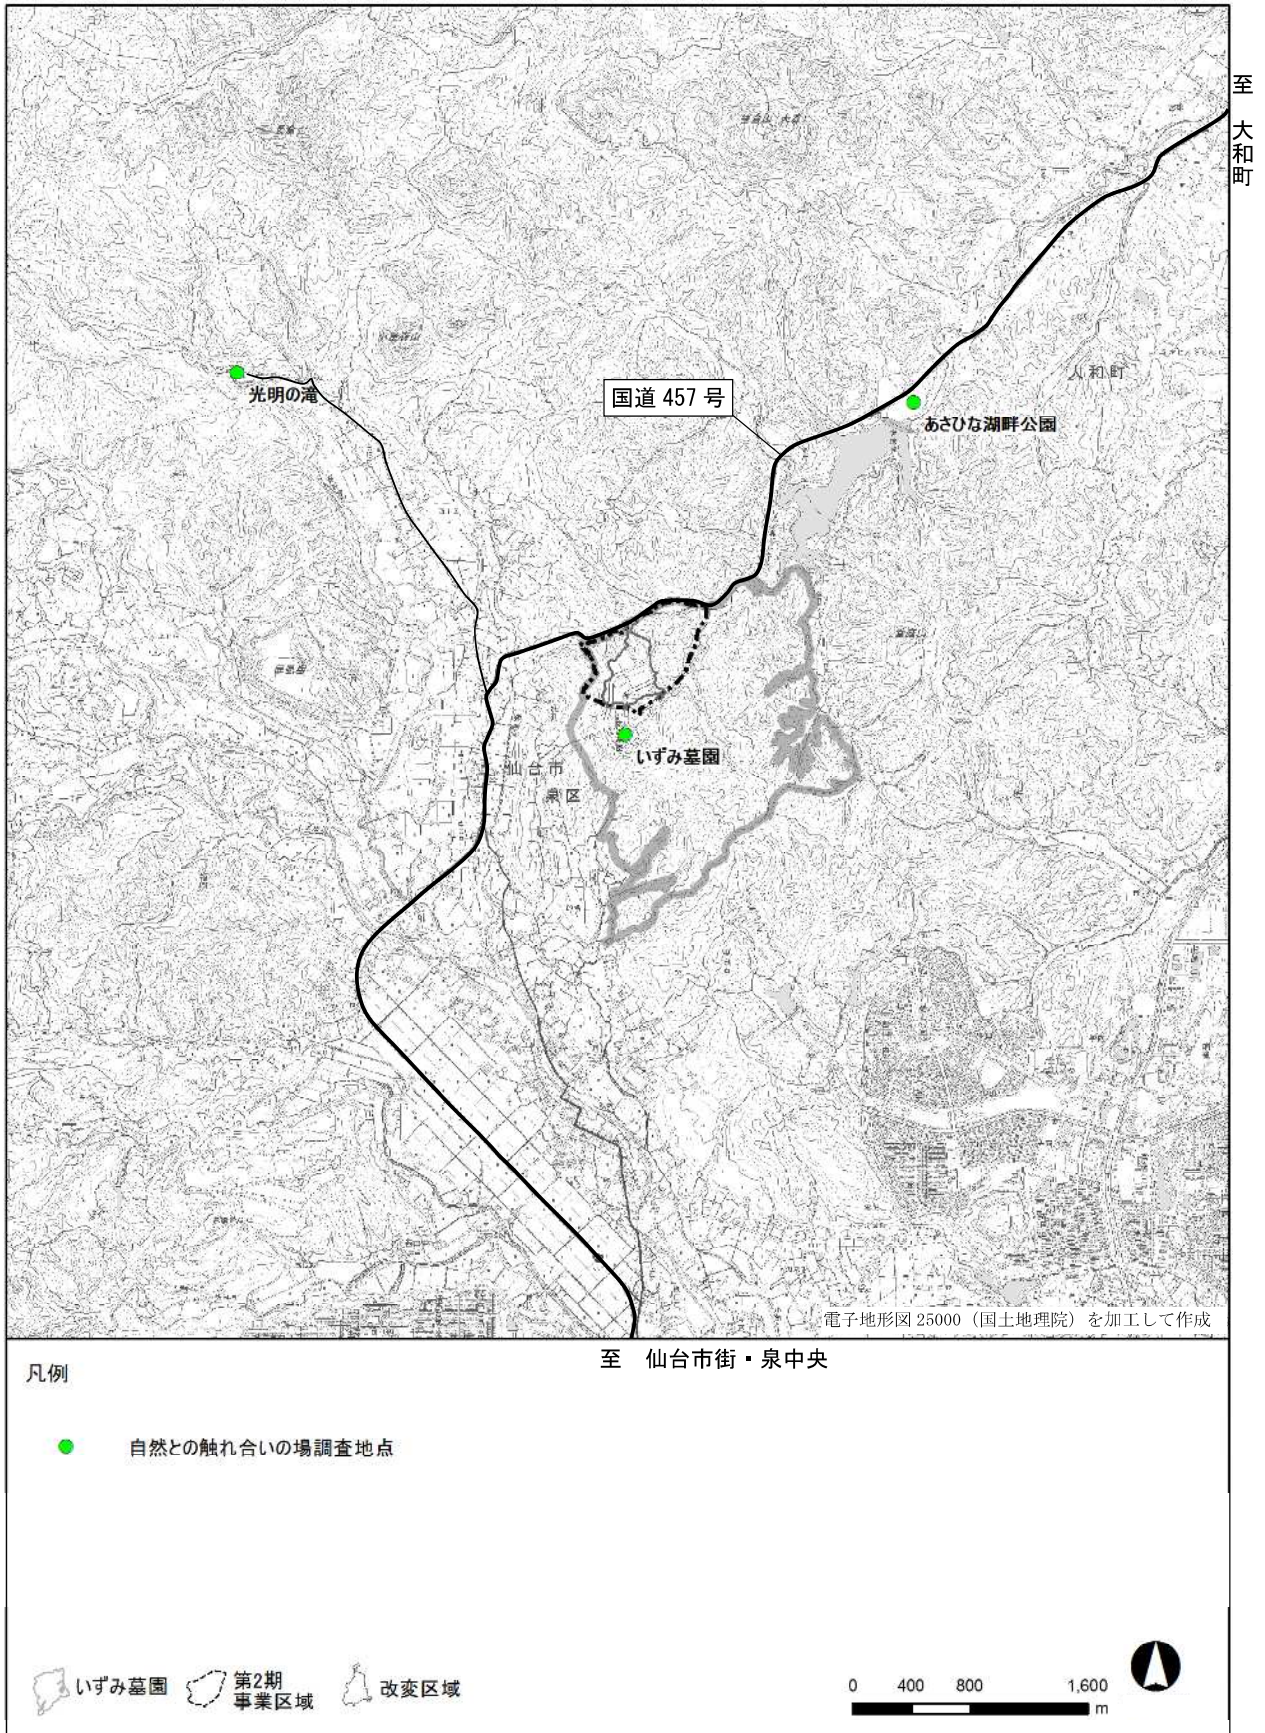 至 大和町
光明の滝
国道 457 号
あさひな湖畔公園
いずみ墓園
仙台市
泉区
電子地形図 25000（国土地理院）を加工して作成
至 仙台市街・泉中央
凡例
自然との触れ合いの場調査地点
いずみ墓園
第2期
事業区域
改変区域
0 400 800 1,600
m